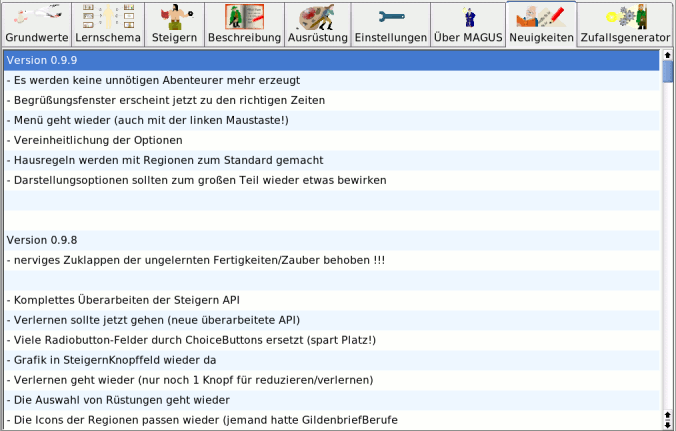 Grundwerte Lernschema Steigern Beschreibung Ausrüstung Einstellungen Über MAGUS Neuigkeiten Zufallsgenerator
Version 0.9.9
- Es werden keine unnötigen Abenteurer mehr erzeugt
- Begrüßungsfenster erscheint jetzt zu den richtigen Zeiten
- Menü geht wieder (auch mit der linken Maustaste!)
- Vereinheitlichung der Optionen
- Hausregeln werden mit Regionen zum Standard gemacht
- Darstellungsoptionen sollten zum großen Teil wieder etwas bewirken
Version 0.9.8
- nerviges Zuklappen der ungelernten Fertigkeiten/Zauber behoben !!!
- Komplettes Überarbeiten der Steigern API
- Verlernen sollte jetzt gehen (neue überarbeitete API)
- Viele Radiobutton-Felder durch ChoiceButtons ersetzt (spart Platz!)
- Grafik in SteigernKnopffeld wieder da
- Verlernen geht wieder (nur noch 1 Knopf für reduzieren/verlernen)
- Die Auswahl von Rüstungen geht wieder
- Die Icons der Regionen passen wieder (jemand hatte GildenbriefBerufe